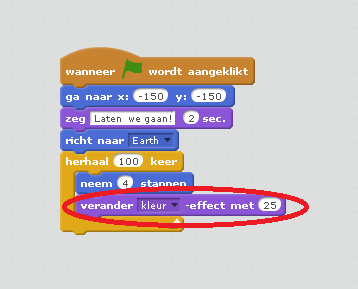 wanneer wordt aangeklikt
ga naar x: -150 y: -150
zeg Laten we gaan! 2 sec.
richt naar Earth
herhaal 100 keer
neem 4 stappen
verander kleur -effect met 25